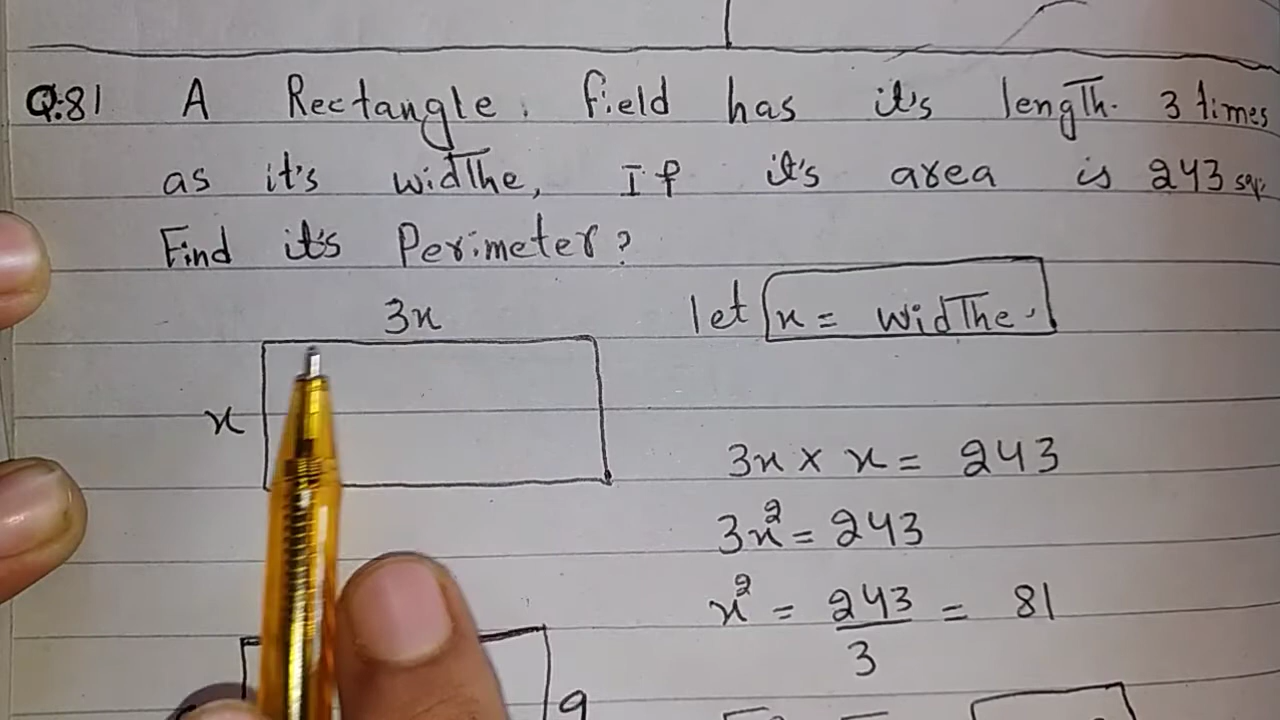 Q:81 A Rectangle. field has it's length. 3 times
as it's widthe, If it's area is 243 sq.
Find it's Perimeter?
3x
let x = widthe.
x
3x × x = 243
3x² = 243
x² = 243/3 = 81
9